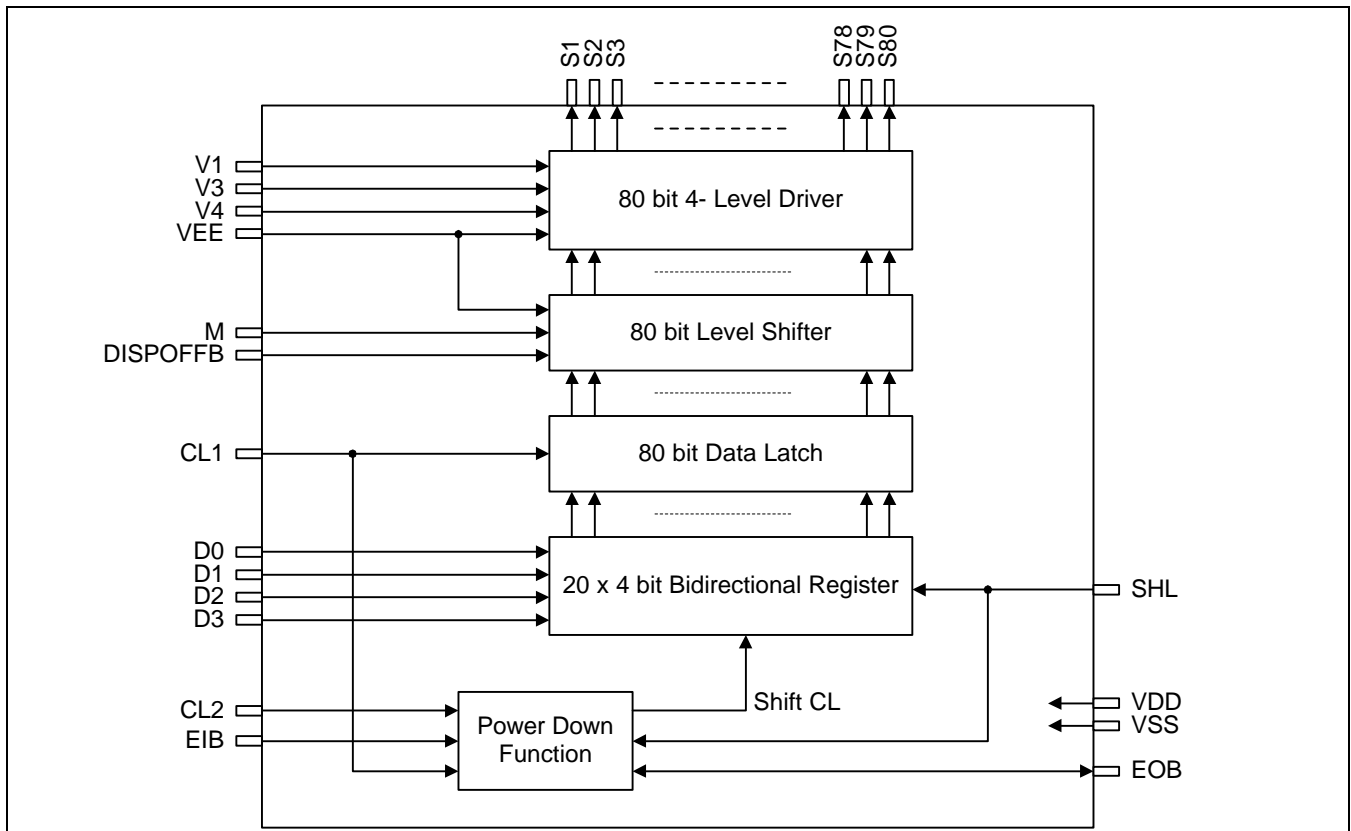 S1
S2
S3
S78
S79
S80
V1
V3
V4
VEE
80 bit 4- Level Driver
M
DISPOFFB
80 bit Level Shifter
CL1
80 bit Data Latch
D0
D1
D2
D3
20 x 4 bit Bidirectional Register
SHL
CL2
EIB
Power Down
Function
Shift CL
VDD
VSS
EOB